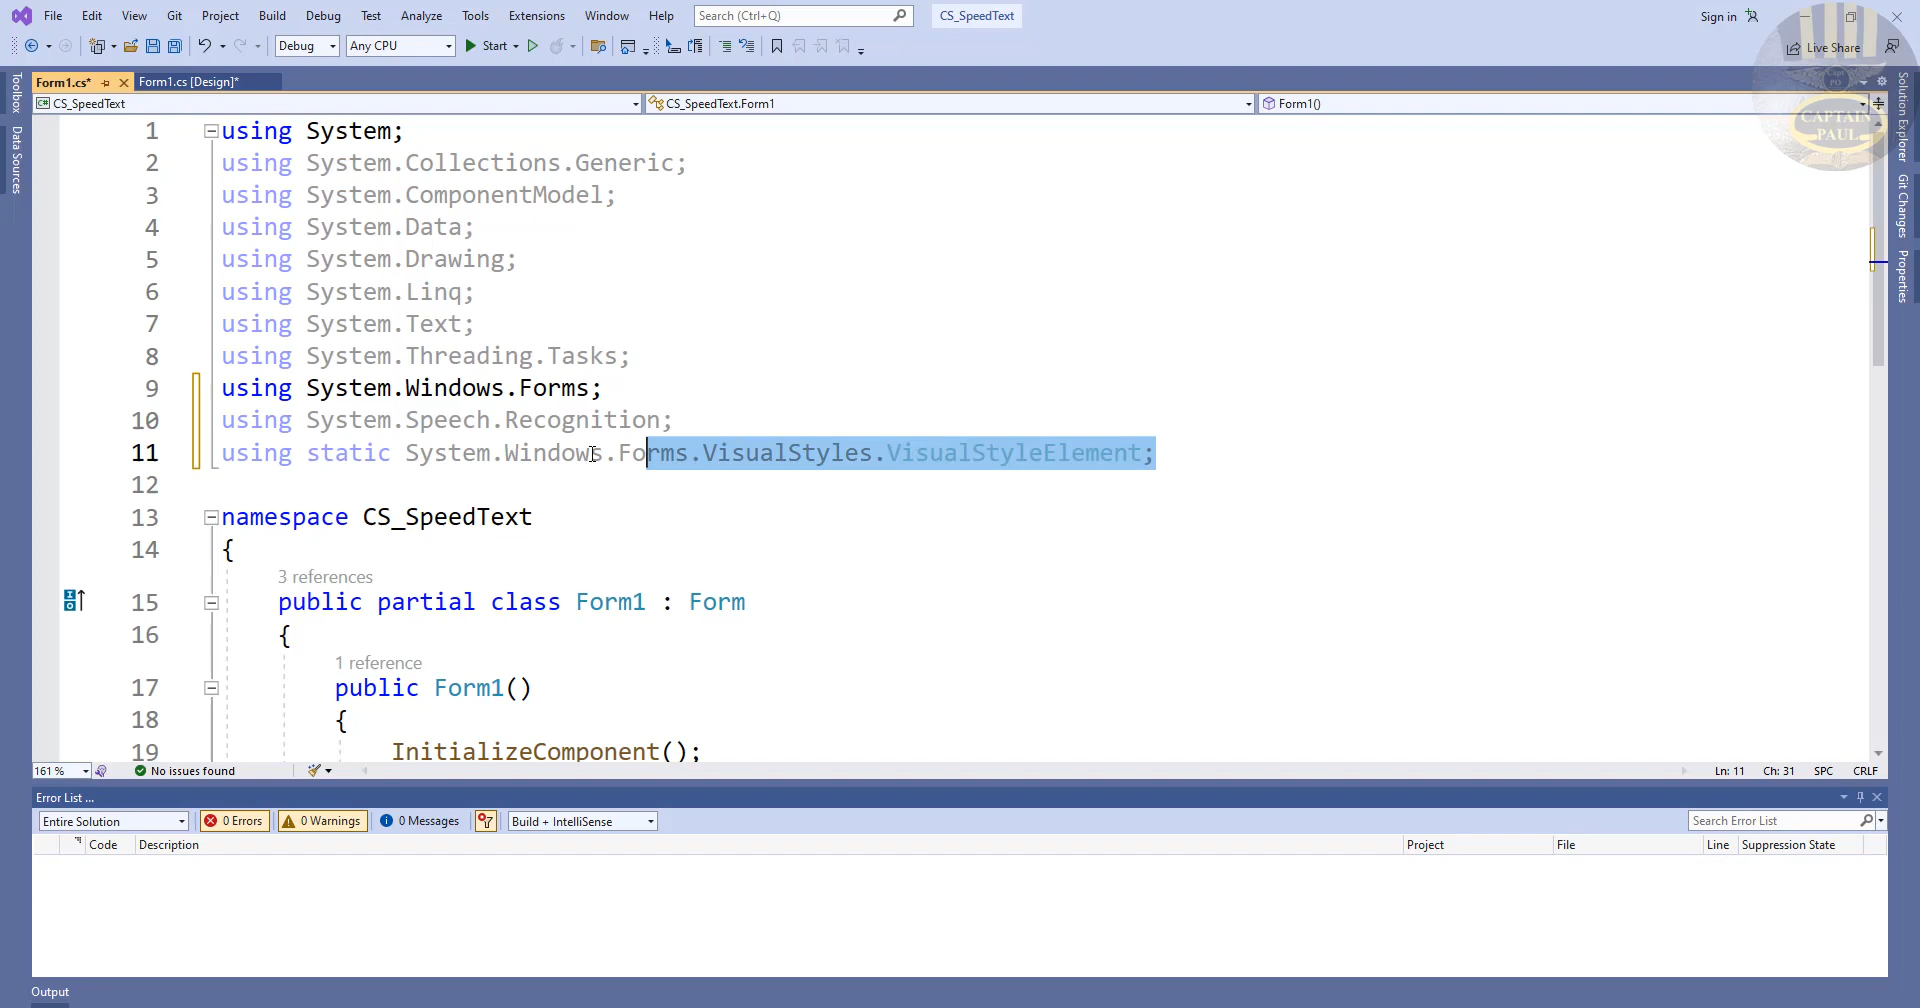 File Edit View Git Project Build Debug Test Analyze Tools Extensions Window Help Search (Ctrl+Q) CS_SpeedText Sign in
Debug Any CPU Start Live Share
Form1.cs* Form1.cs [Design]*
CS_SpeedText CS_SpeedText.Form1 Form1()
Toolbox
Data Sources
Solution Explorer
Git Changes
Properties
CAPTAIN
PAUL
1 using System;
2 using System.Collections.Generic;
3 using System.ComponentModel;
4 using System.Data;
5 using System.Drawing;
6 using System.Linq;
7 using System.Text;
8 using System.Threading.Tasks;
9 using System.Windows.Forms;
10 using System.Speech.Recognition;
11 using static System.Windows.Forms.VisualStyles.VisualStyleElement;
12
13 namespace CS_SpeedText
14 {
3 references
15 public partial class Form1 : Form
16 {
1 reference
17 public Form1()
18 {
19 InitializeComponent();
161 % No issues found Ln: 11 Ch: 31 SPC CRLF
Error List ...
Entire Solution 0 Errors 0 Warnings 0 Messages Build + IntelliSense Search Error List
Code Description Project File Line Suppression State
Output